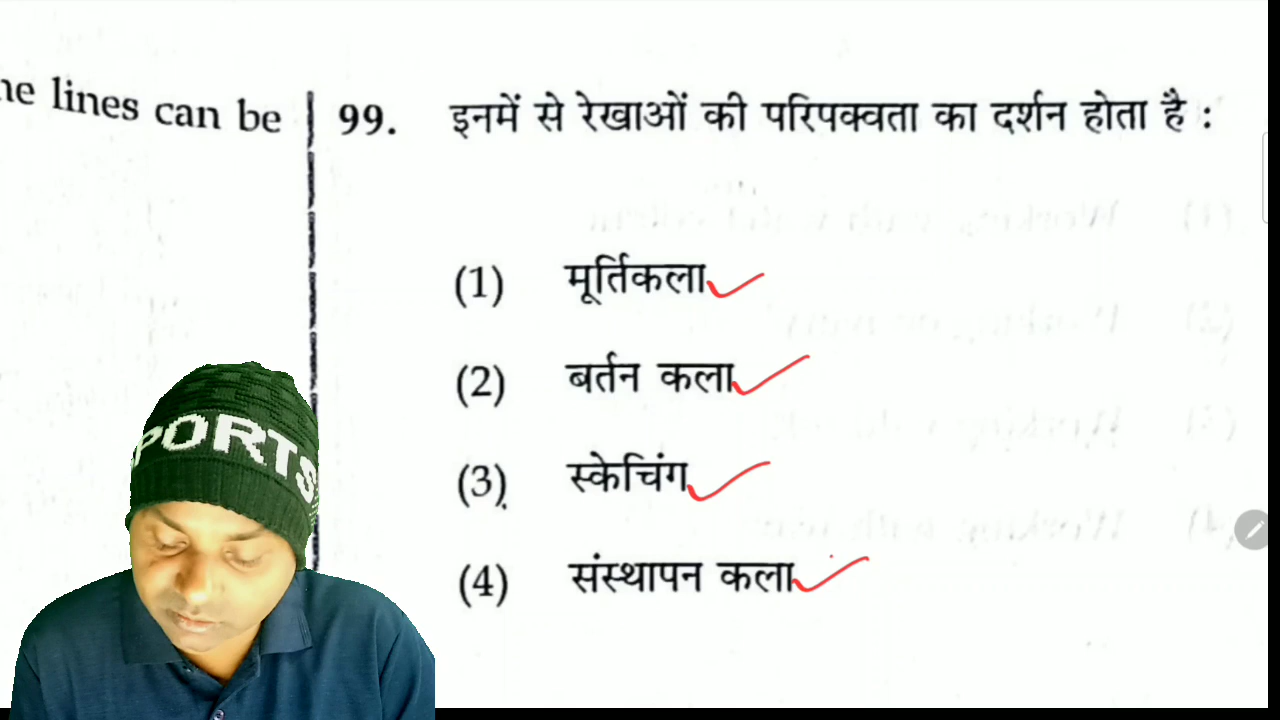 ne lines can be
99. इनमें से रेखाओं की परिपक्वता का दर्शन होता है :
(1) मूर्तिकला
(2) बर्तन कला
(3) स्केचिंग
(4) संस्थापन कला
PORTS